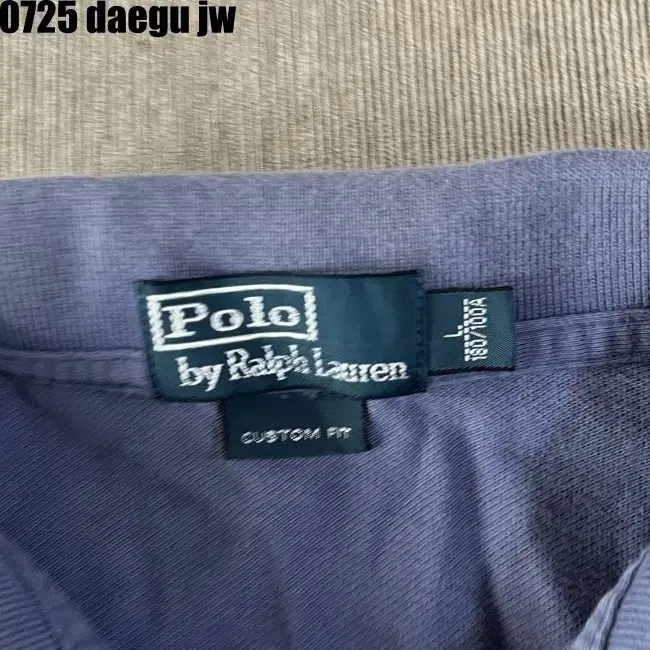 0725 daegu jw
Polo
by Ralph Lauren
L
180/100A
CUSTOM FIT